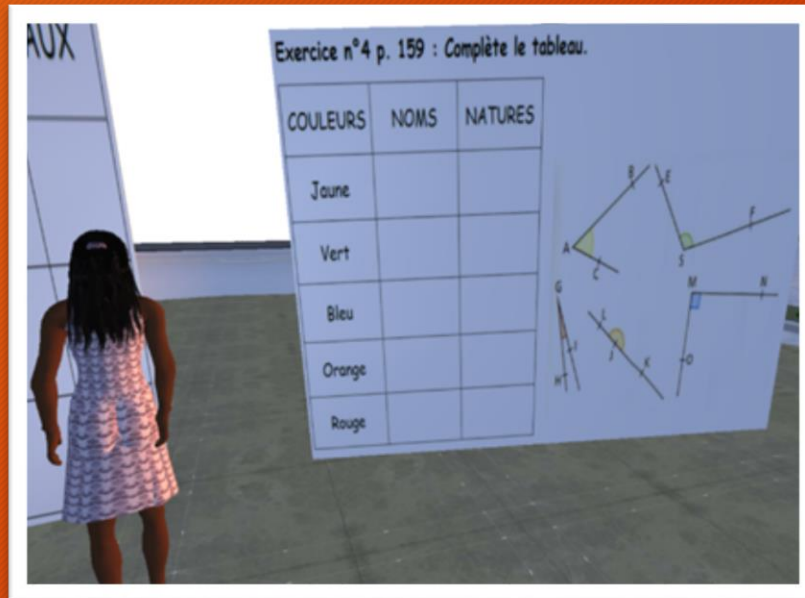 AUX
Exercice n°4 p. 159 : Complète le tableau.
COULEURS NOMS NATURES
Jaune
Vert
Bleu
Orange
Rouge
B
E
F
A
C
S
G
M
N
L
I
J
K
O
H